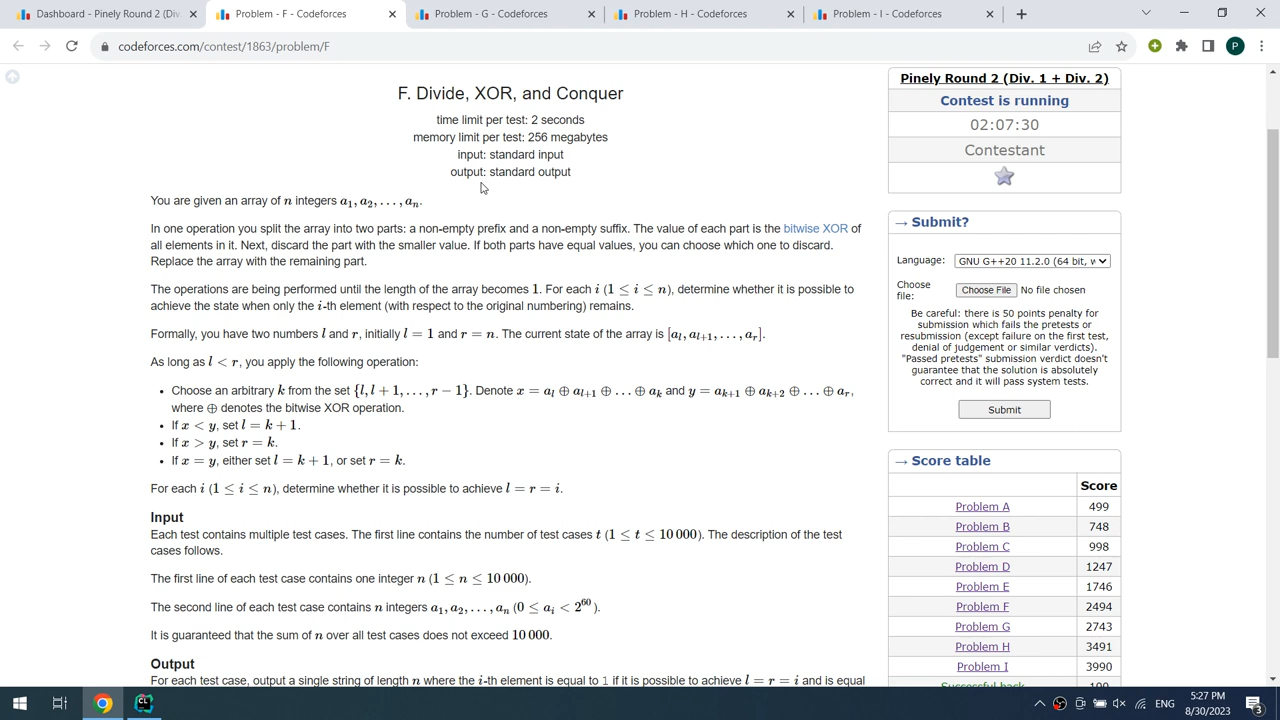 Dashboard - Pinely Round 2 (Div
Problem - F - Codeforces
Problem - G - Codeforces
Problem - H - Codeforces
Problem - I - Codeforces
codeforces.com/contest/1863/problem/F
P
F. Divide, XOR, and Conquer
time limit per test: 2 seconds
memory limit per test: 256 megabytes
input: standard input
output: standard output
You are given an array of n integers a1, a2, . . . , an.
In one operation you split the array into two parts: a non-empty prefix and a non-empty suffix. The value of each part is the bitwise XOR of
all elements in it. Next, discard the part with the smaller value. If both parts have equal values, you can choose which one to discard.
Replace the array with the remaining part.
The operations are being performed until the length of the array becomes 1. For each i (1 ≤ i ≤ n), determine whether it is possible to
achieve the state when only the i-th element (with respect to the original numbering) remains.
Formally, you have two numbers l and r, initially l = 1 and r = n. The current state of the array is [al, al+1, . . . , ar].
As long as l < r, you apply the following operation:
• Choose an arbitrary k from the set {l, l + 1, . . . , r − 1}. Denote x = al ⊕ al+1 ⊕ . . . ⊕ ak and y = ak+1 ⊕ ak+2 ⊕ . . . ⊕ ar,
where ⊕ denotes the bitwise XOR operation.
• If x < y, set l = k + 1.
• If x > y, set r = k.
• If x = y, either set l = k + 1, or set r = k.
For each i (1 ≤ i ≤ n), determine whether it is possible to achieve l = r = i.
Input
Each test contains multiple test cases. The first line contains the number of test cases t (1 ≤ t ≤ 10 000). The description of the test
cases follows.
The first line of each test case contains one integer n (1 ≤ n ≤ 10 000).
The second line of each test case contains n integers a1, a2, . . . , an (0 ≤ ai < 2^60).
It is guaranteed that the sum of n over all test cases does not exceed 10 000.
Output
For each test case, output a single string of length n where the i-th element is equal to 1 if it is possible to achieve l = r = i and is equal
Pinely Round 2 (Div. 1 + Div. 2)
Contest is running
02:07:30
Contestant
→ Submit?
Language: GNU G++20 11.2.0 (64 bit, w
Choose
file: Choose File No file chosen
Be careful: there is 50 points penalty for
submission which fails the pretests or
resubmission (except failure on the first test,
denial of judgement or similar verdicts).
"Passed pretests" submission verdict doesn't
guarantee that the solution is absolutely
correct and it will pass system tests.
Submit
→ Score table
Score
Problem A 499
Problem B 748
Problem C 998
Problem D 1247
Problem E 1746
Problem F 2494
Problem G 2743
Problem H 3491
Problem I 3990
Successful hack 100
CL
ENG
5:27 PM
8/30/2023
3